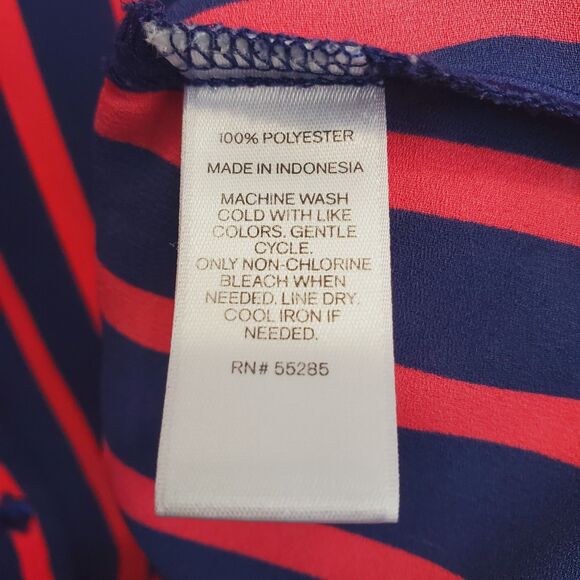 100% POLYESTER
MADE IN INDONESIA
MACHINE WASH
COLD WITH LIKE
COLORS. GENTLE
CYCLE.
ONLY NON-CHLORINE
BLEACH WHEN
NEEDED. LINE DRY.
COOL IRON IF
NEEDED.
RN# 55285